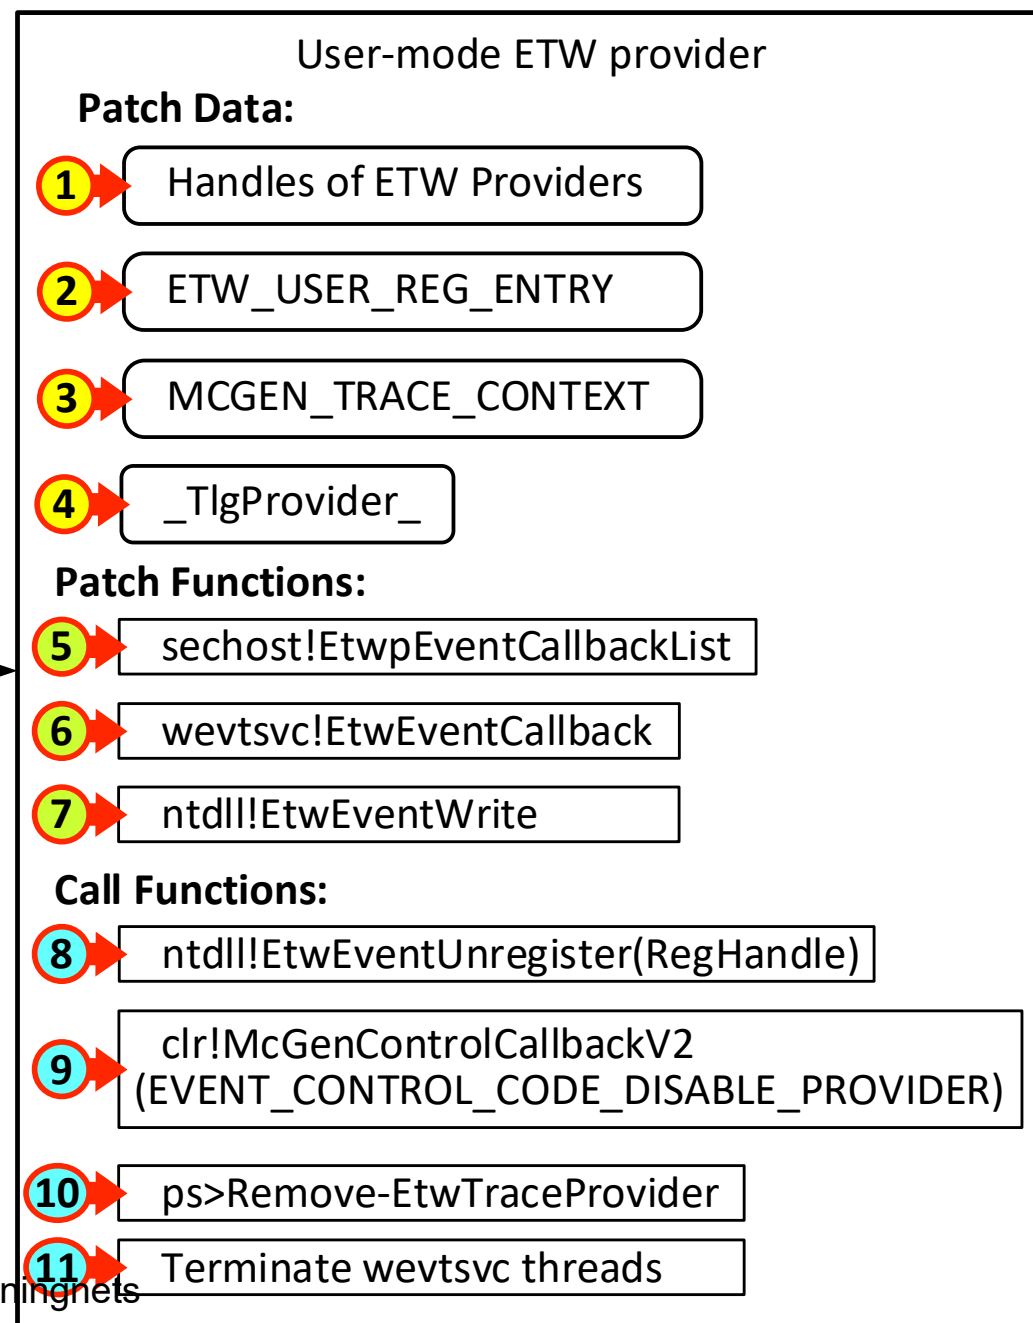 User-mode ETW provider
Patch Data:
1 Handles of ETW Providers
2 ETW_USER_REG_ENTRY
3 MCGEN_TRACE_CONTEXT
4 _TlgProvider_
Patch Functions:
5 sechost!EtwpEventCallbackList
6 wevtsvc!EtwEventCallback
7 ntdll!EtwEventWrite
Call Functions:
8 ntdll!EtwEventUnregister(RegHandle)
9 clr!McGenControlCallbackV2
(EVENT_CONTROL_CODE_DISABLE_PROVIDER)
10 ps>Remove-EtwTraceProvider
11 Terminate wevtsvc threads
ningnets